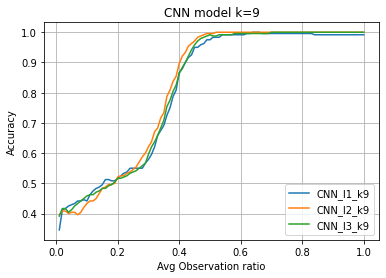 CNN model k=9
Accuracy
1.0
0.9
0.8
0.7
0.6
0.5
0.4
CNN_l1_k9
CNN_l2_k9
CNN_l3_k9
0.0 0.2 0.4 0.6 0.8 1.0
Avg Observation ratio